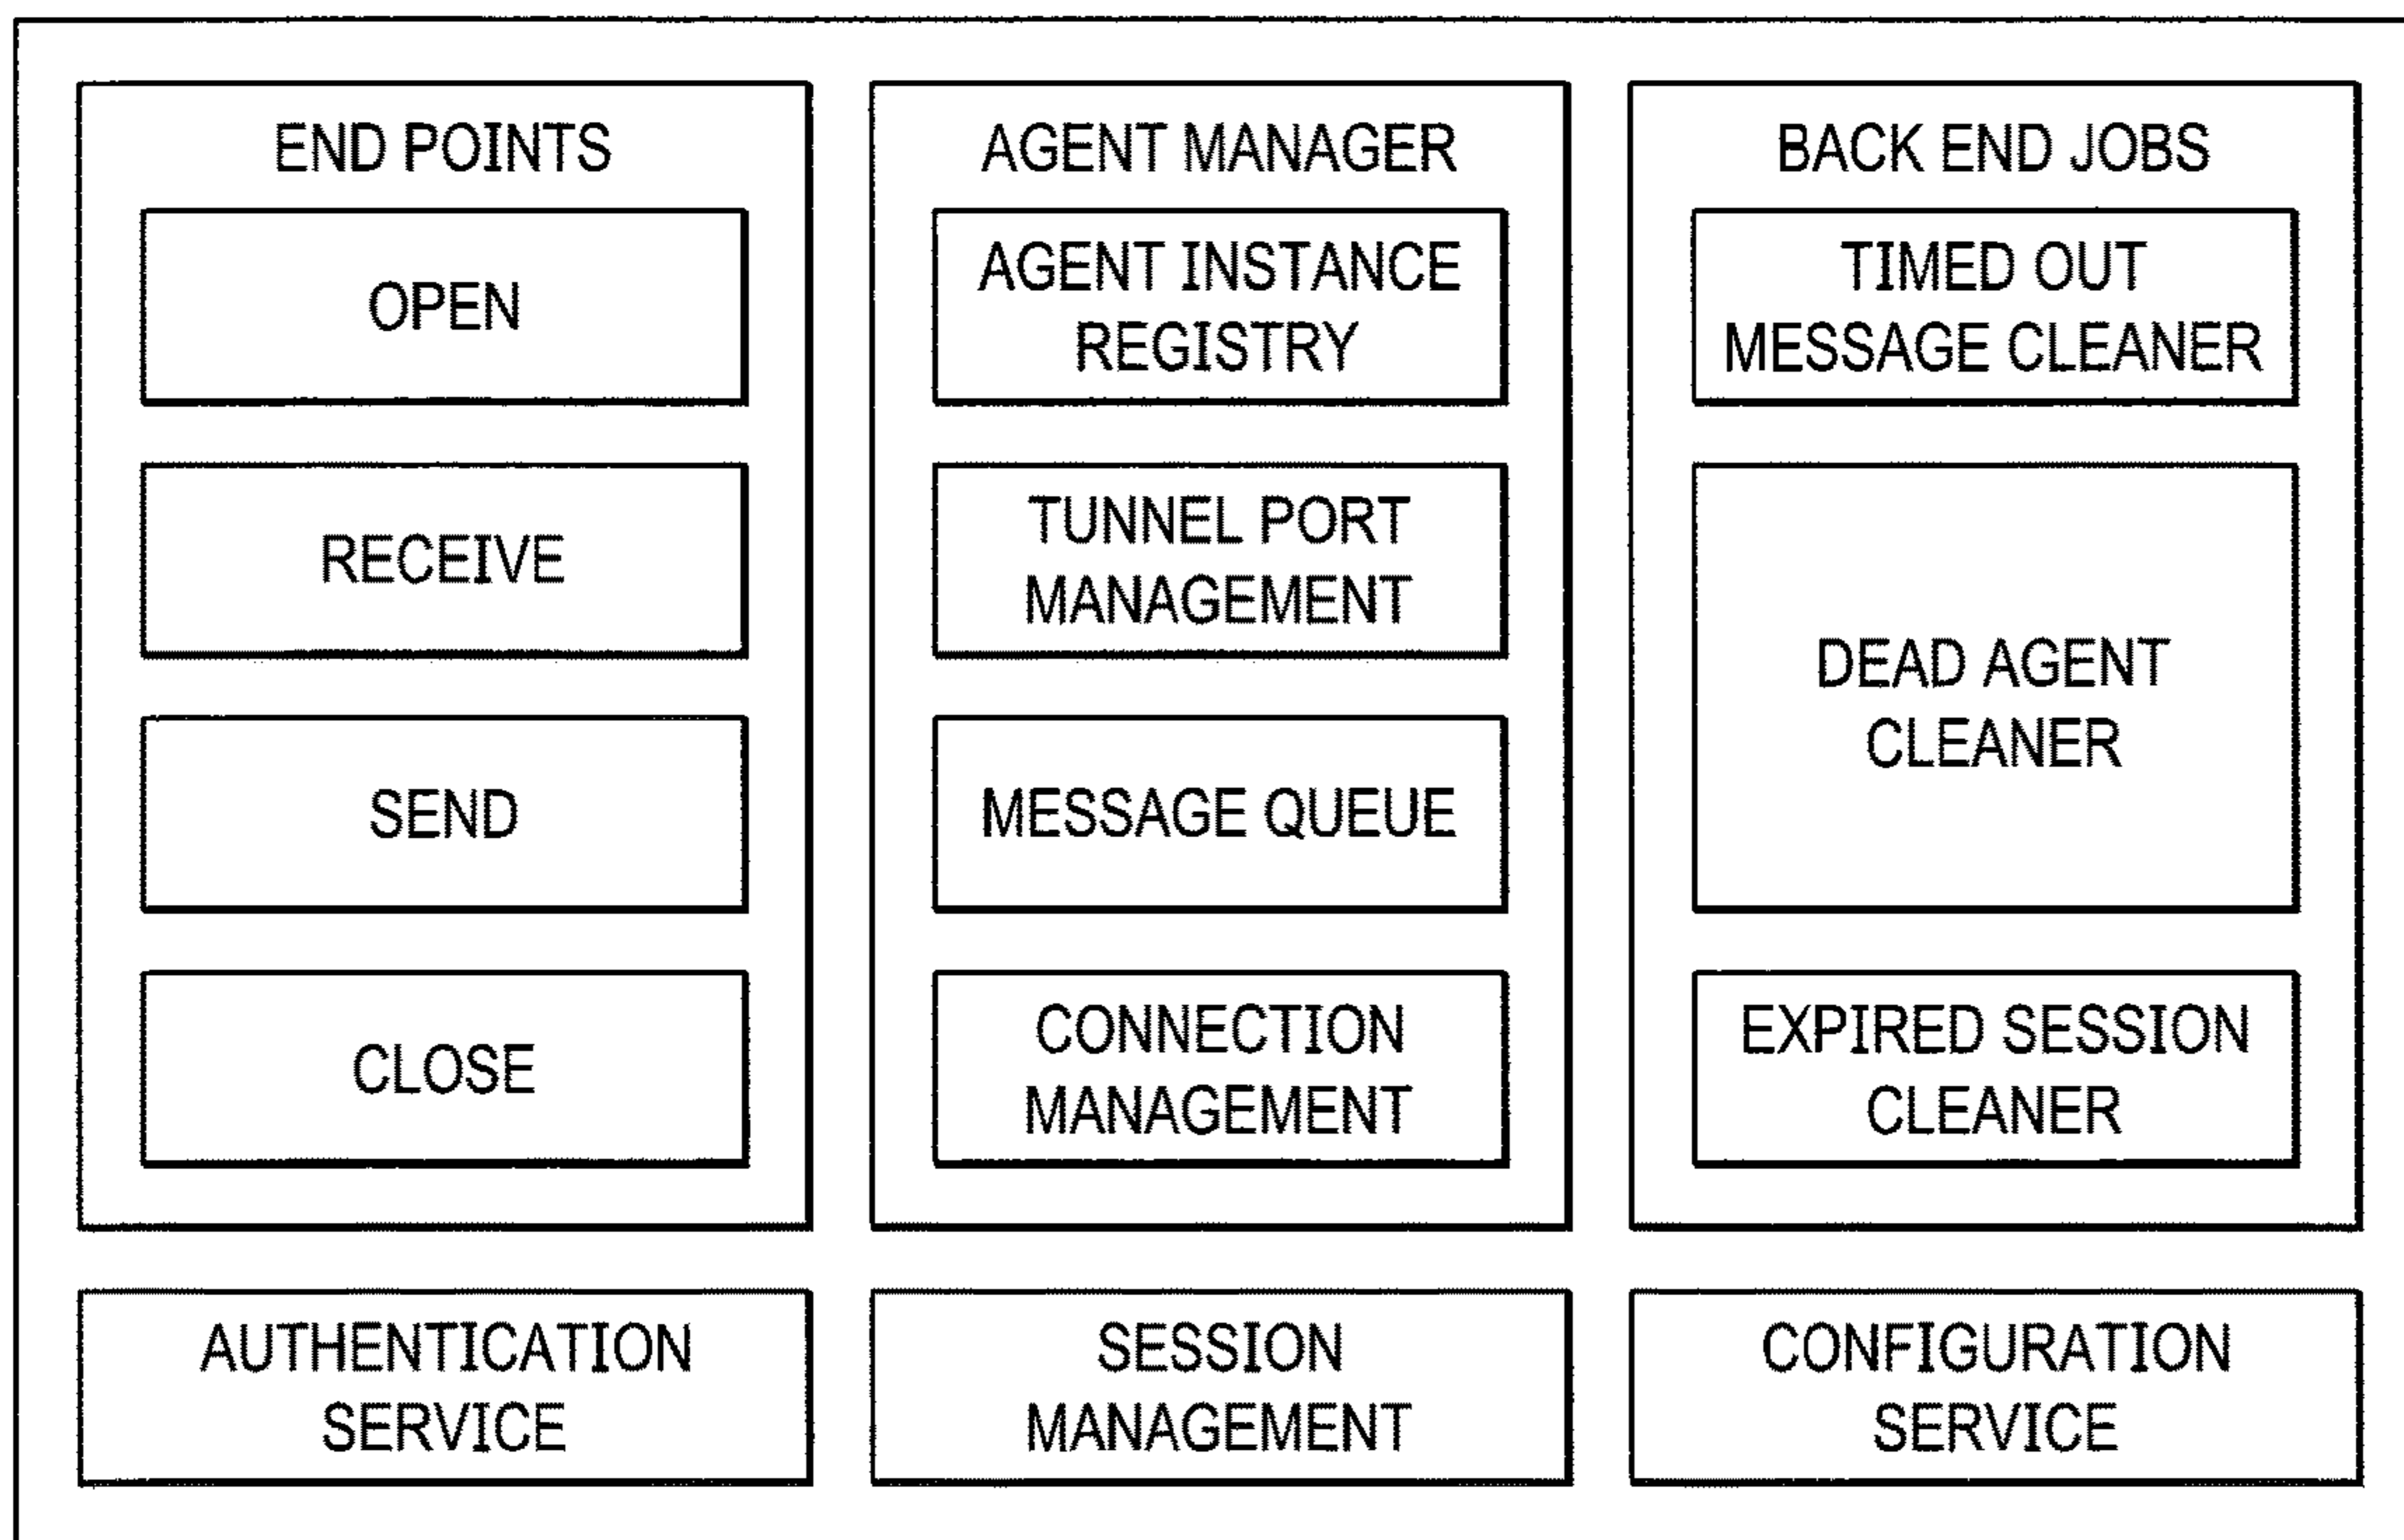 END POINTS
OPEN
RECEIVE
SEND
CLOSE
AGENT MANAGER
AGENT INSTANCE
REGISTRY
TUNNEL PORT
MANAGEMENT
MESSAGE QUEUE
CONNECTION
MANAGEMENT
BACK END JOBS
TIMED OUT
MESSAGE CLEANER
DEAD AGENT
CLEANER
EXPIRED SESSION
CLEANER
AUTHENTICATION
SERVICE
SESSION
MANAGEMENT
CONFIGURATION
SERVICE